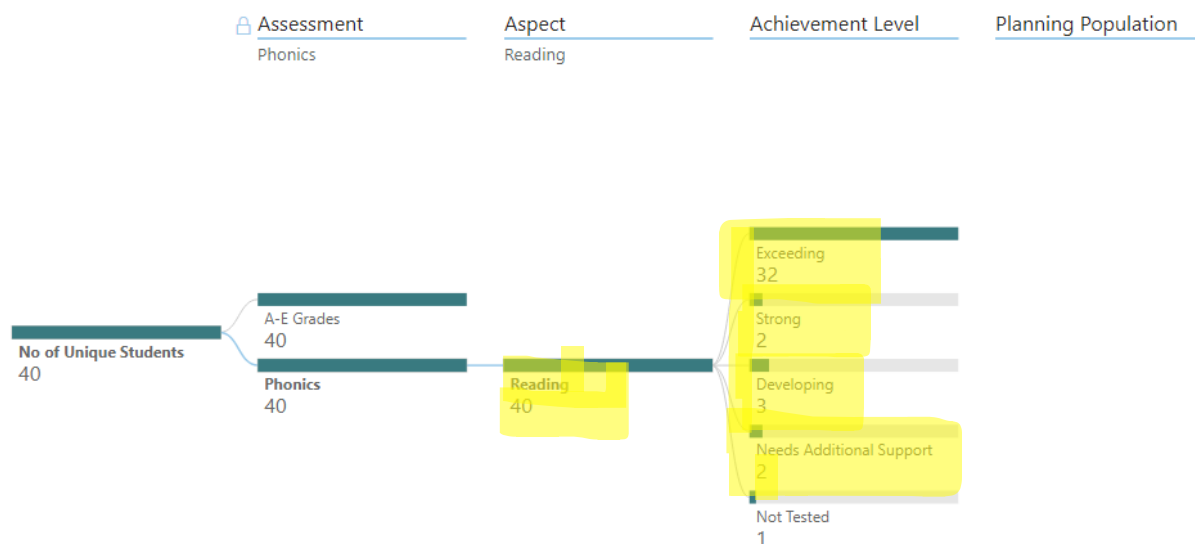 Assessment
Phonics
Aspect
Reading
Achievement Level
Planning Population
No of Unique Students
40
A-E Grades
40
Phonics
40
Reading
40
Exceeding
32
Strong
2
Developing
3
Needs Additional Support
2
Not Tested
1